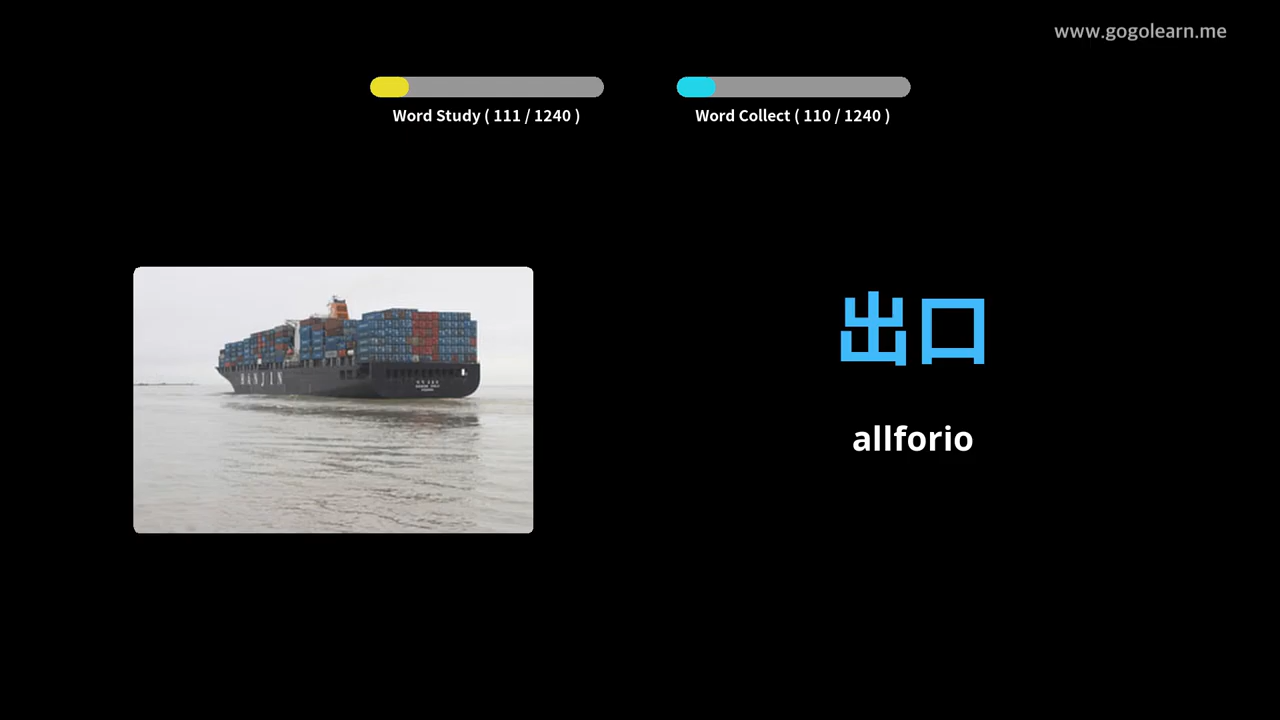 www.gogolearn.me
Word Study ( 111 / 1240 )
Word Collect ( 110 / 1240 )
出口
HANJIN
allforio